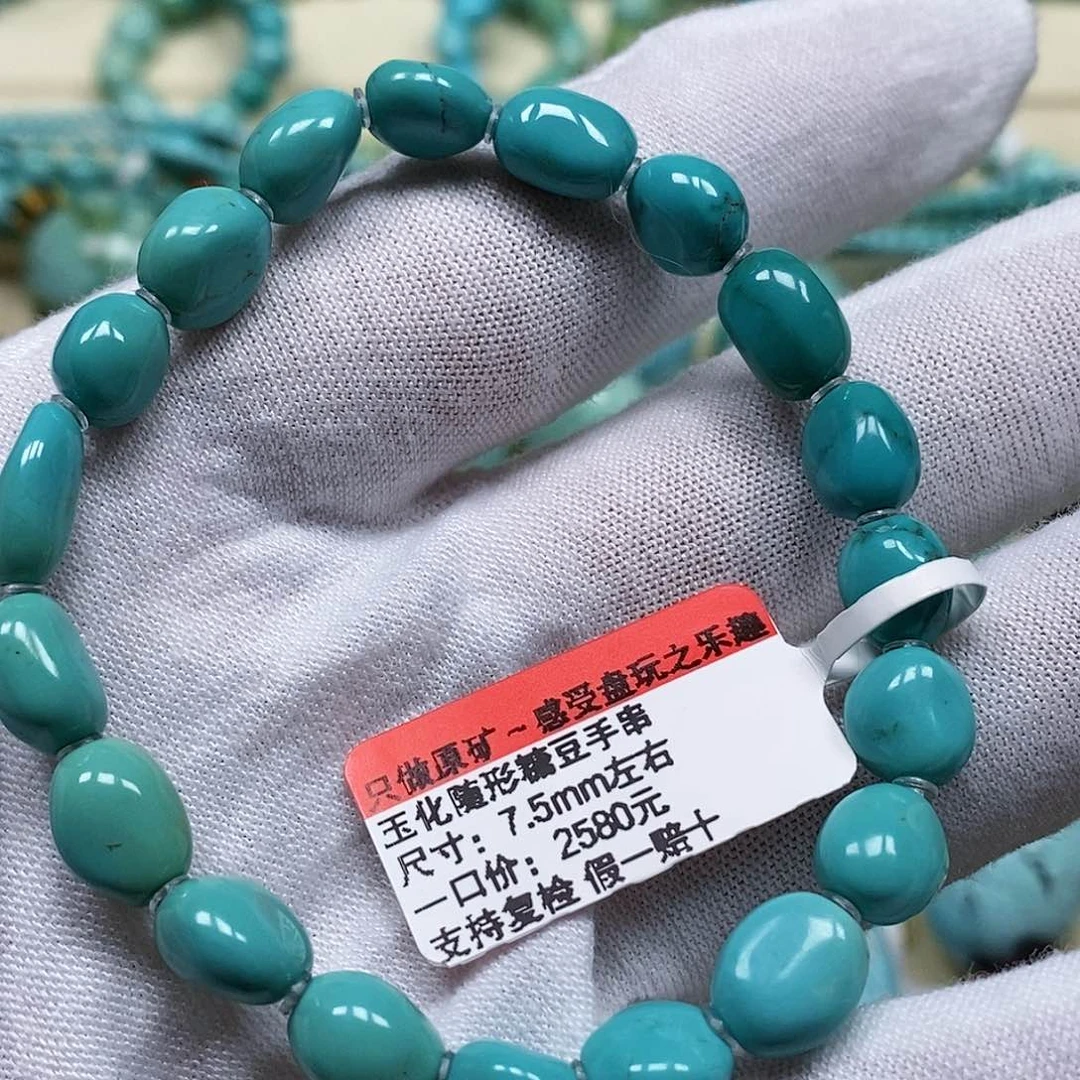 只做原矿~感受盘玩之乐趣
玉化随形糖豆手串
尺寸：7.5mm左右
一口价：2580元
支持复检 假一赔十